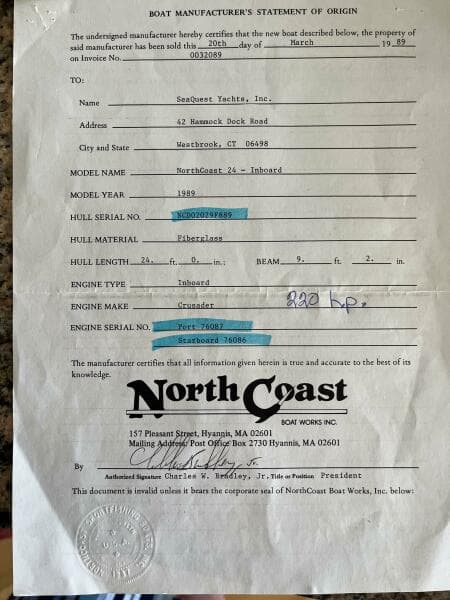 BOAT MANUFACTURER'S STATEMENT OF ORIGIN
The undersigned manufacturer hereby certifies that the new boat described below, the property of
said manufacturer has been sold this 20th day of March 19 89
on Invoice No. 0032089
TO:
Name SeaQuest Yachts, Inc.
Address 42 Hammock Dock Road
City and State Westbrook, CT 06498
MODEL NAME NorthCoast 24 - Inboard
MODEL YEAR 1989
HULL SERIAL NO. NCD02029F889
HULL MATERIAL Fiberglass
HULL LENGTH 24. ft. 0. in.; BEAM 9. ft. 2. in.
ENGINE TYPE Inboard
ENGINE MAKE Crusader 220 h.p.
ENGINE SERIAL NO. Port 76087
Starboard 76086
The manufacturer certifies that all information given herein is true and accurate to the best of its
knowledge.
North Coast
BOAT WORKS INC.
157 Pleasant Street, Hyannis, MA 02601
Mailing Address: Post Office Box 2730 Hyannis, MA 02601
By
Authorized Signature Charles W. Bradley, Jr. Title or Position President
This document is invalid unless it bears the corporate seal of NorthCoast Boat Works, Inc. below: